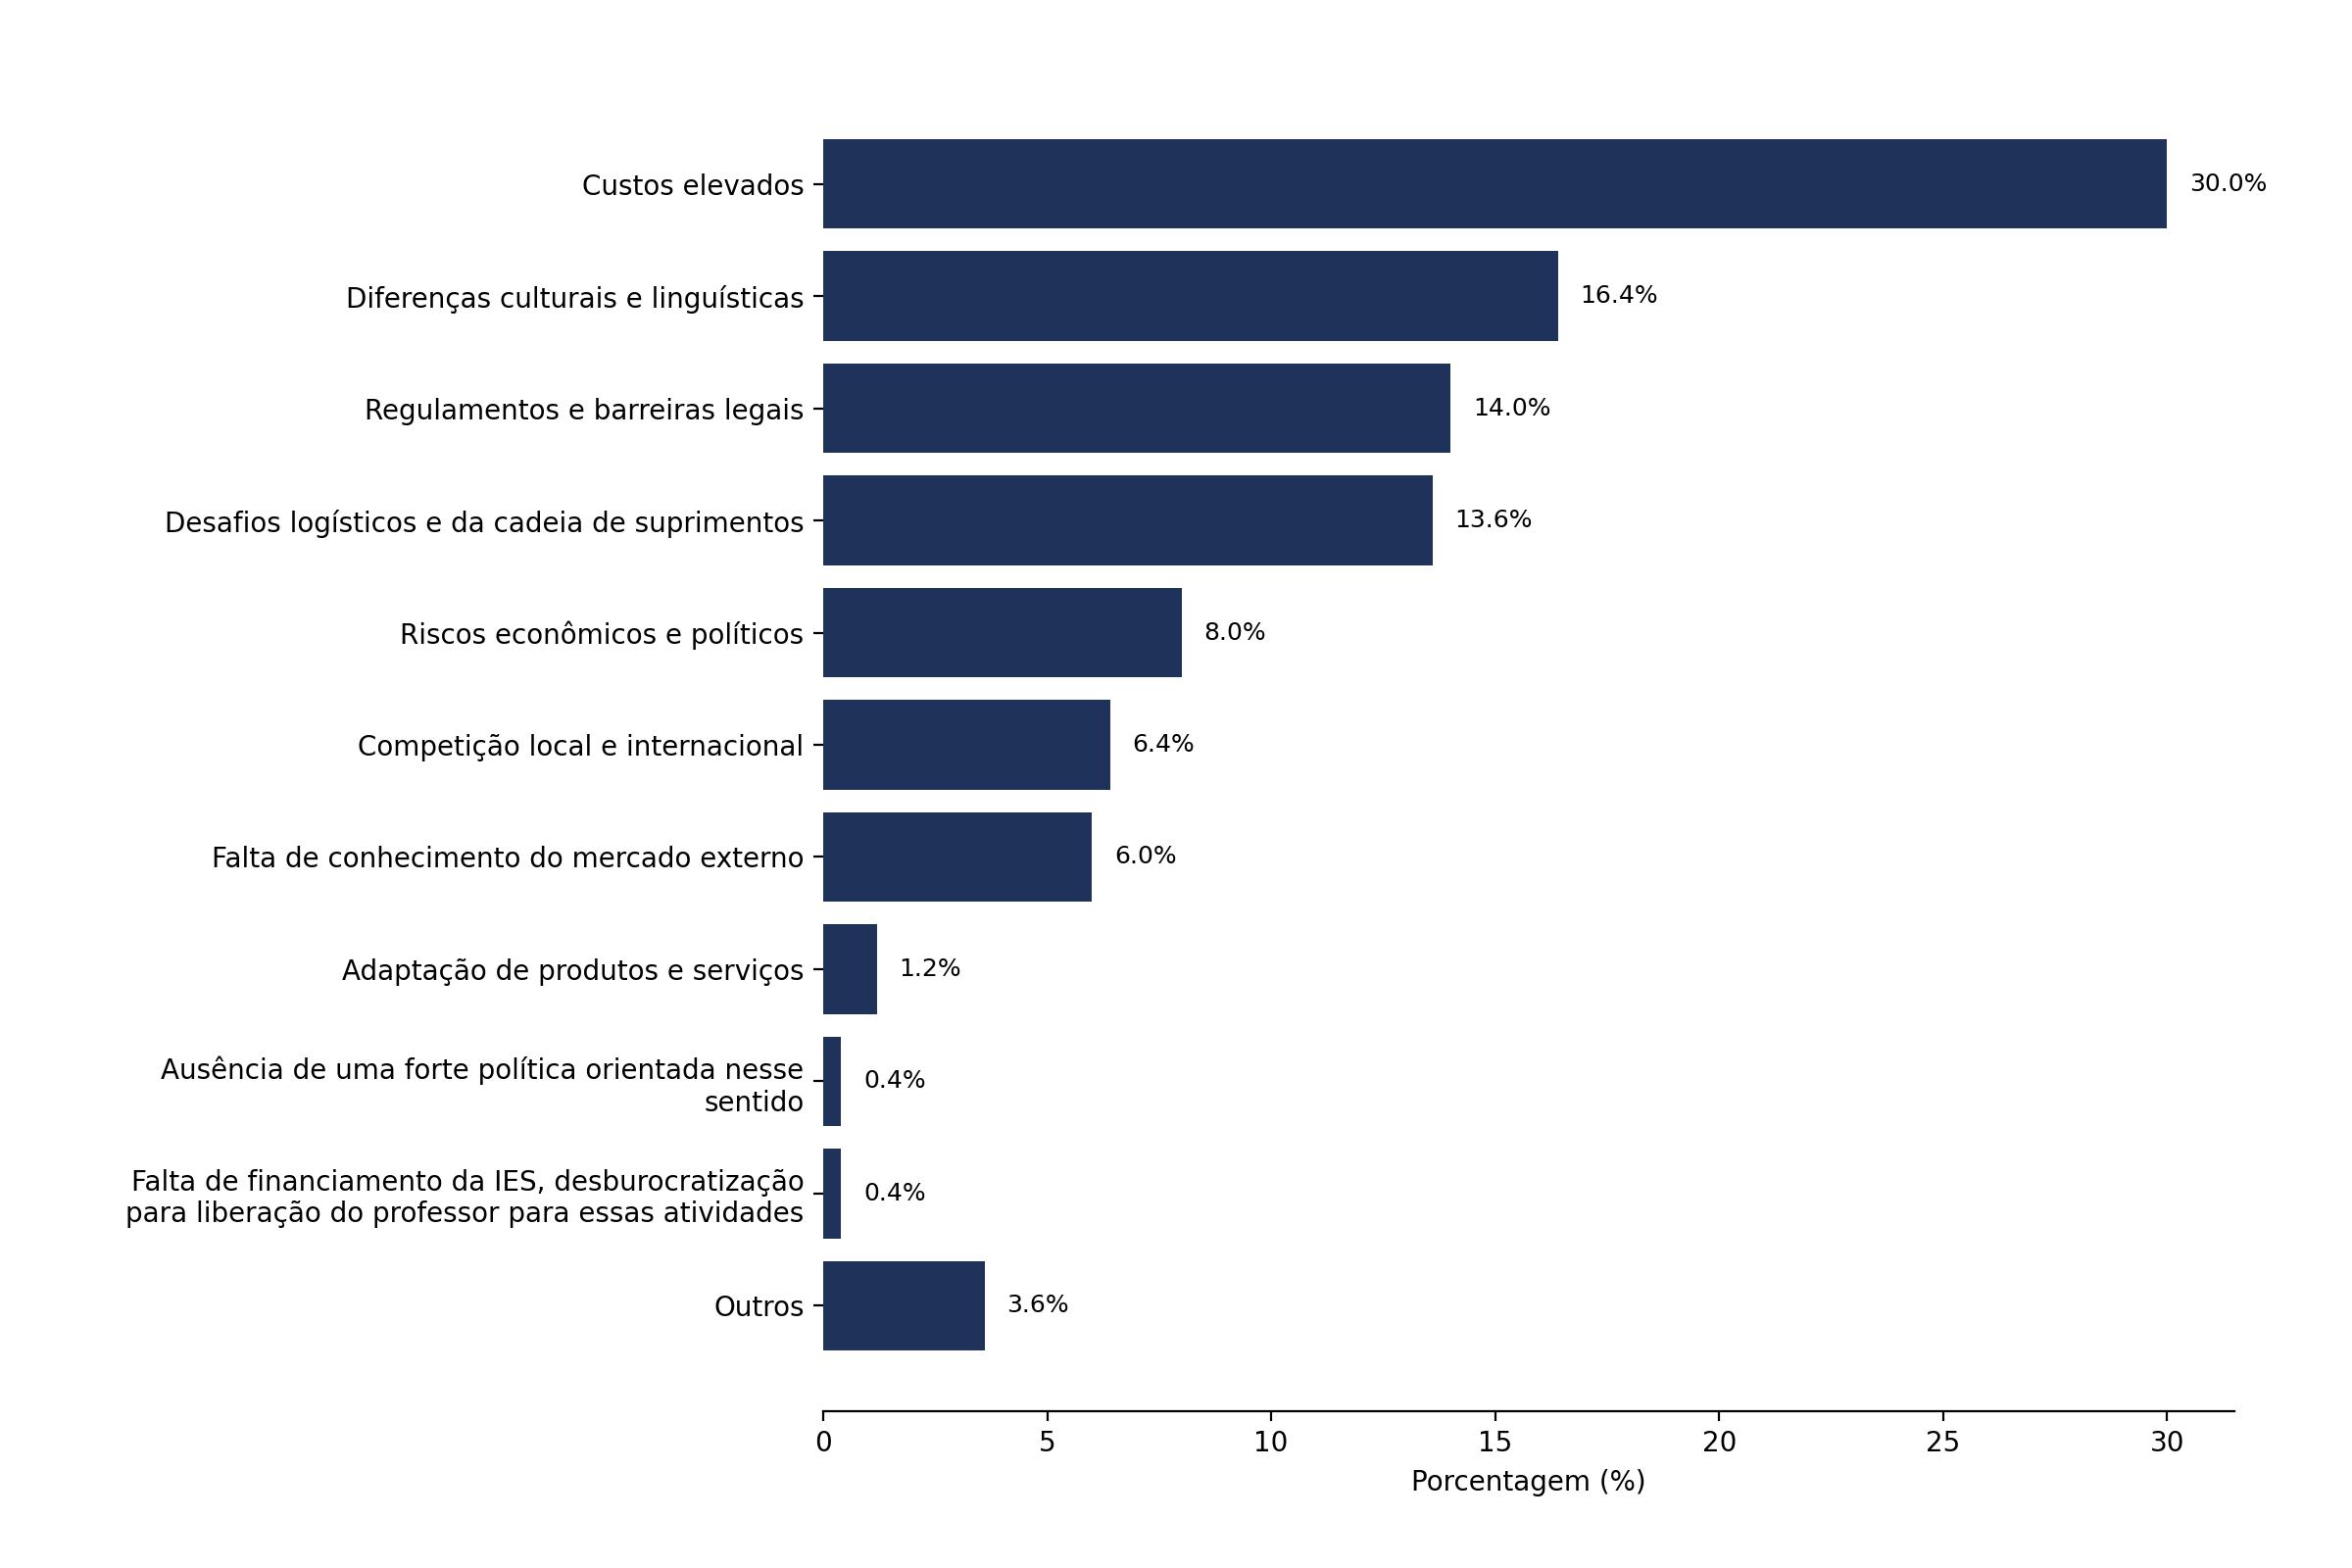 Custos elevados
30.0%
Diferenças culturais e linguísticas
16.4%
Regulamentos e barreiras legais
14.0%
Desafios logísticos e da cadeia de suprimentos
13.6%
Riscos econômicos e políticos
8.0%
Competição local e internacional
6.4%
Falta de conhecimento do mercado externo
6.0%
Adaptação de produtos e serviços
1.2%
Ausência de uma forte política orientada nesse
sentido
0.4%
Falta de financiamento da IES, desburocratização
para liberação do professor para essas atividades
0.4%
Outros
3.6%
0 5 10 15 20 25 30
Porcentagem (%)